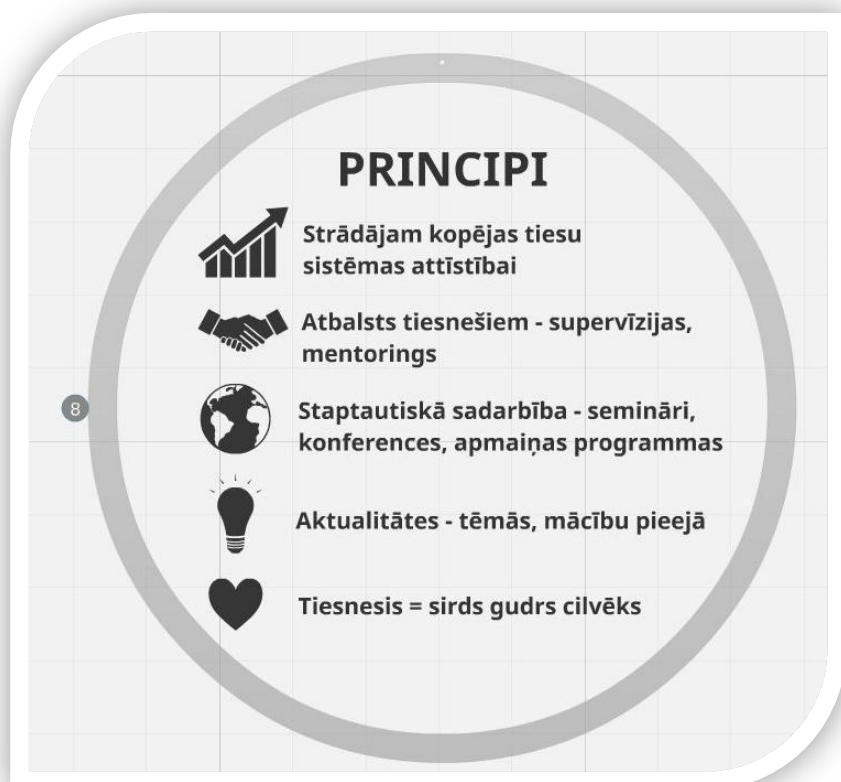 PRINCIPI
Strādājam kopējas tiesu
sistēmas attīstībai
Atbalsts tiesnešiem - supervīzijas,
mentorings
8
Staptautiskā sadarbība - semināri,
konferences, apmaiņas programmas
Aktualitātes - tēmās, mācību pieejā
Tiesnesis = sirds gudrs cilvēks